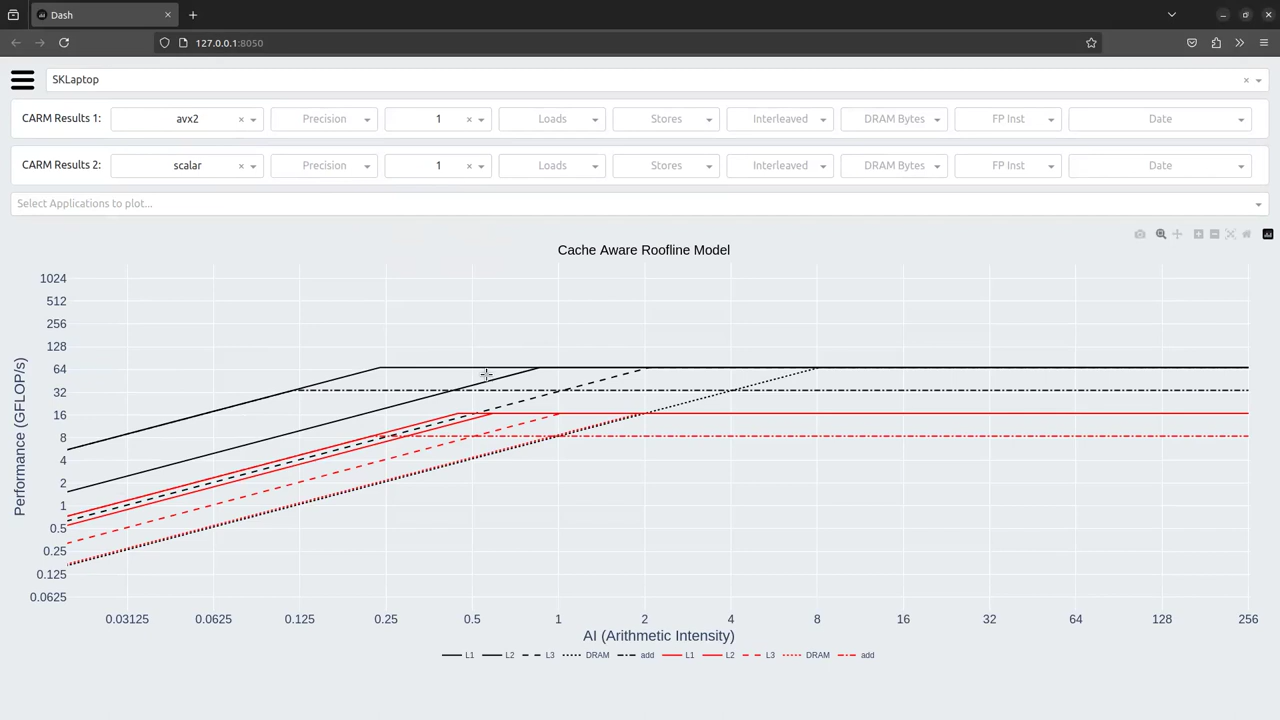 Dash
127.0.0.1:8050
SKLaptop
CARM Results 1: avx2 Precision 1 Loads Stores Interleaved DRAM Bytes FP Inst Date
CARM Results 2: scalar Precision 1 Loads Stores Interleaved DRAM Bytes FP Inst Date
Select Applications to plot...
Cache Aware Roofline Model
Performance (GFLOP/s)
1024
512
256
128
64
32
16
8
4
2
1
0.5
0.25
0.125
0.0625
0.03125 0.0625 0.125 0.25 0.5 1 2 4 8 16 32 64 128 256
AI (Arithmetic Intensity)
L1 L2 L3 DRAM add L1 L2 L3 DRAM add